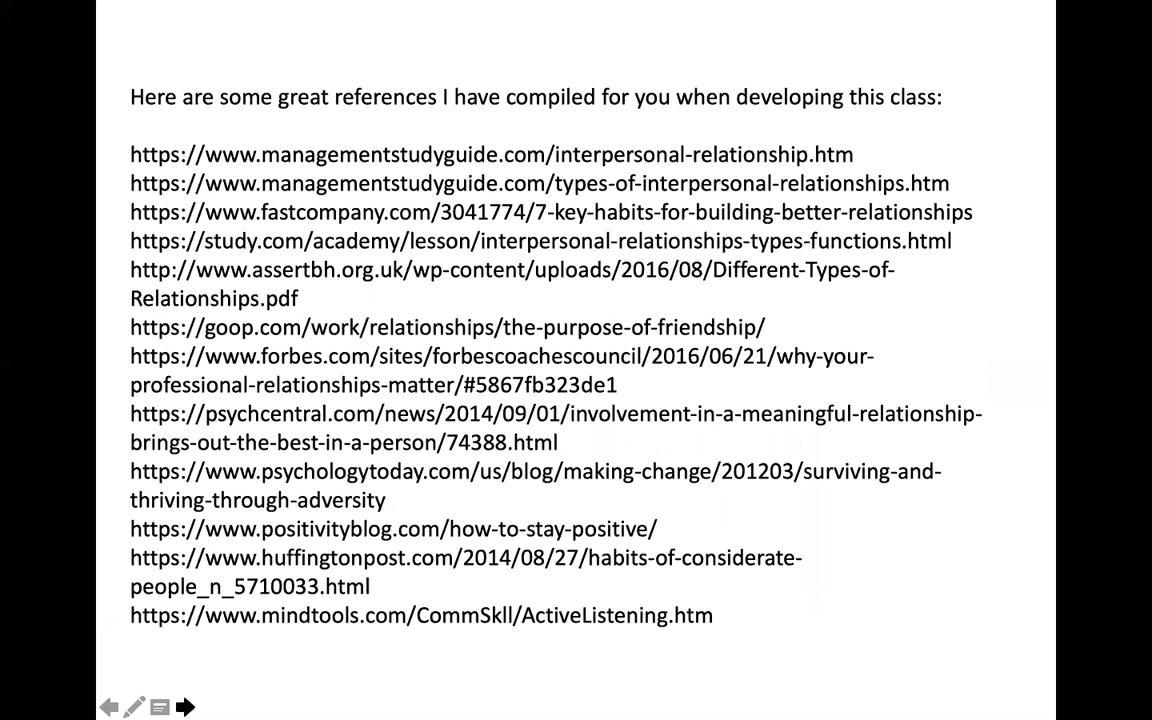 Here are some great references I have compiled for you when developing this class:
https://www.managementstudyguide.com/interpersonal-relationship.htm
https://www.managementstudyguide.com/types-of-interpersonal-relationships.htm
https://www.fastcompany.com/3041774/7-key-habits-for-building-better-relationships
https://study.com/academy/lesson/interpersonal-relationships-types-functions.html
http://www.assertbh.org.uk/wp-content/uploads/2016/08/Different-Types-of-
Relationships.pdf
https://goop.com/work/relationships/the-purpose-of-friendship/
https://www.forbes.com/sites/forbescoachescouncil/2016/06/21/why-your-
professional-relationships-matter/#5867fb323de1
https://psychcentral.com/news/2014/09/01/involvement-in-a-meaningful-relationship-
brings-out-the-best-in-a-person/74388.html
https://www.psychologytoday.com/us/blog/making-change/201203/surviving-and-
thriving-through-adversity
https://www.positivityblog.com/how-to-stay-positive/
https://www.huffingtonpost.com/2014/08/27/habits-of-considerate-
people_n_5710033.html
https://www.mindtools.com/CommSkll/ActiveListening.htm